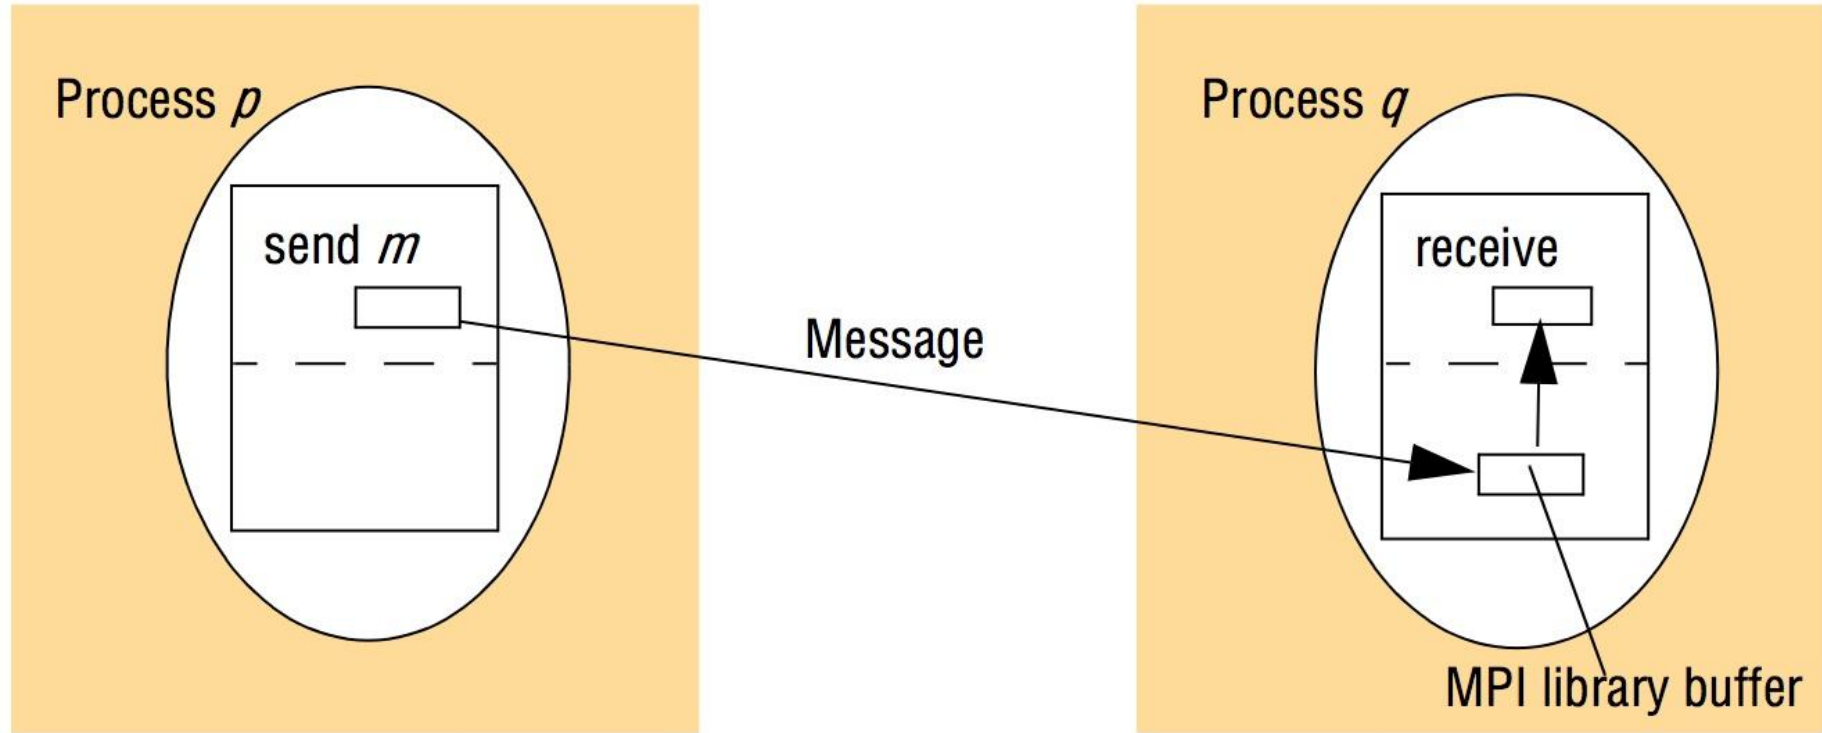 Process p
Process q
send m
receive
Message
MPI library buffer